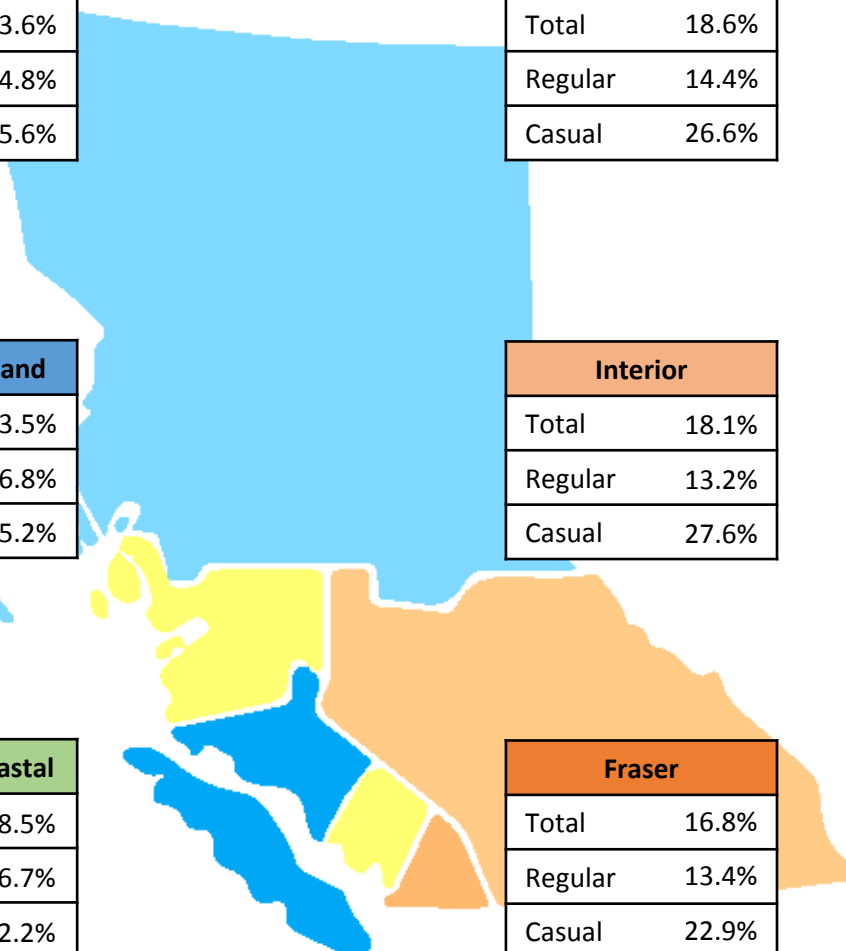 3.6%
4.8%
5.6%
Total 18.6%
Regular 14.4%
Casual 26.6%
and
3.5%
6.8%
5.2%
Interior
Total 18.1%
Regular 13.2%
Casual 27.6%
astal
8.5%
6.7%
2.2%
Fraser
Total 16.8%
Regular 13.4%
Casual 22.9%